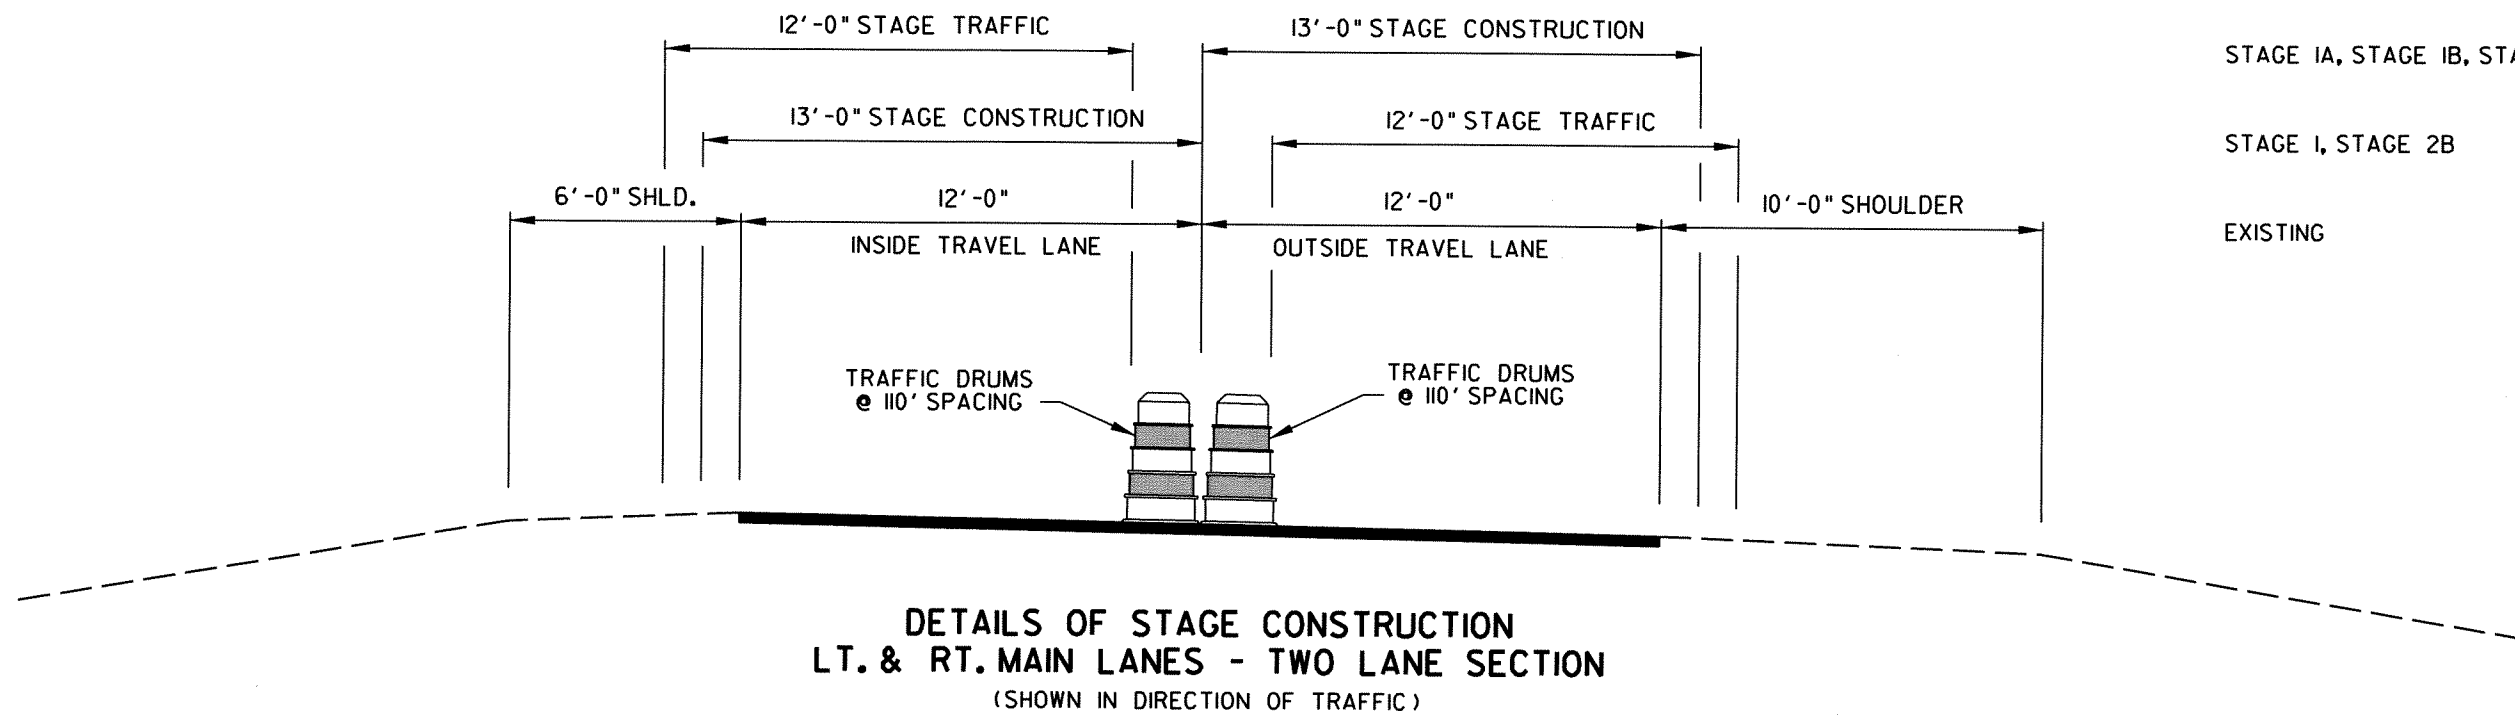 12'-0" STAGE TRAFFIC
13'-0" STAGE CONSTRUCTION
STAGE 1A, STAGE 1B,
13'-0" STAGE CONSTRUCTION
12'-0" STAGE TRAFFIC
STAGE 1, STAGE 2B
6'-0" SHLD.
12'-0"
12'-0"
10'-0" SHOULDER
INSIDE TRAVEL LANE
OUTSIDE TRAVEL LANE
EXISTING
TRAFFIC DRUMS
@ 110' SPACING
TRAFFIC DRUMS
@ 110' SPACING
DETAILS OF STAGE CONSTRUCTION
LT. & RT. MAIN LANES - TWO LANE SECTION
(SHOWN IN DIRECTION OF TRAFFIC)